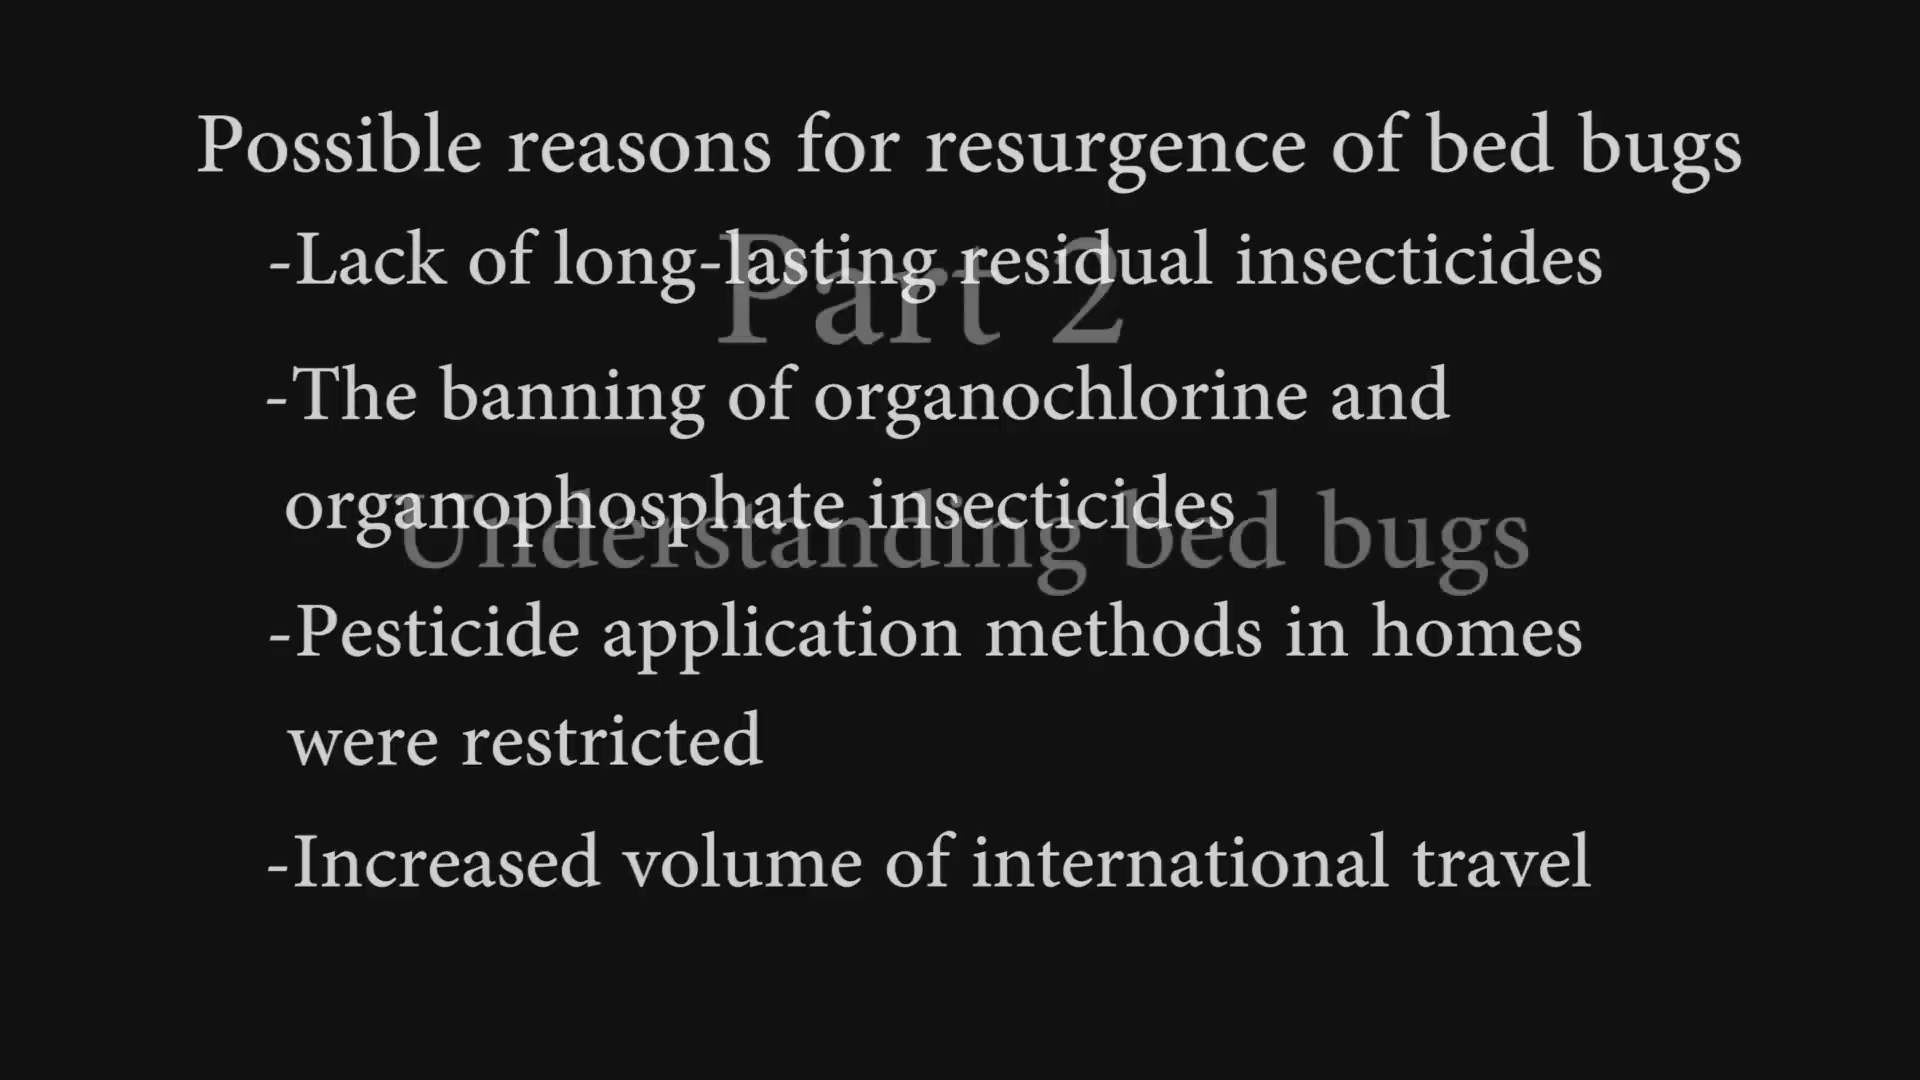 Possible reasons for resurgence of bed bugs
-Lack of long-lasting residual insecticides
Part 2
-The banning of organochlorine and
organophosphate insecticides
Understanding bed bugs
-Pesticide application methods in homes
were restricted
-Increased volume of international travel